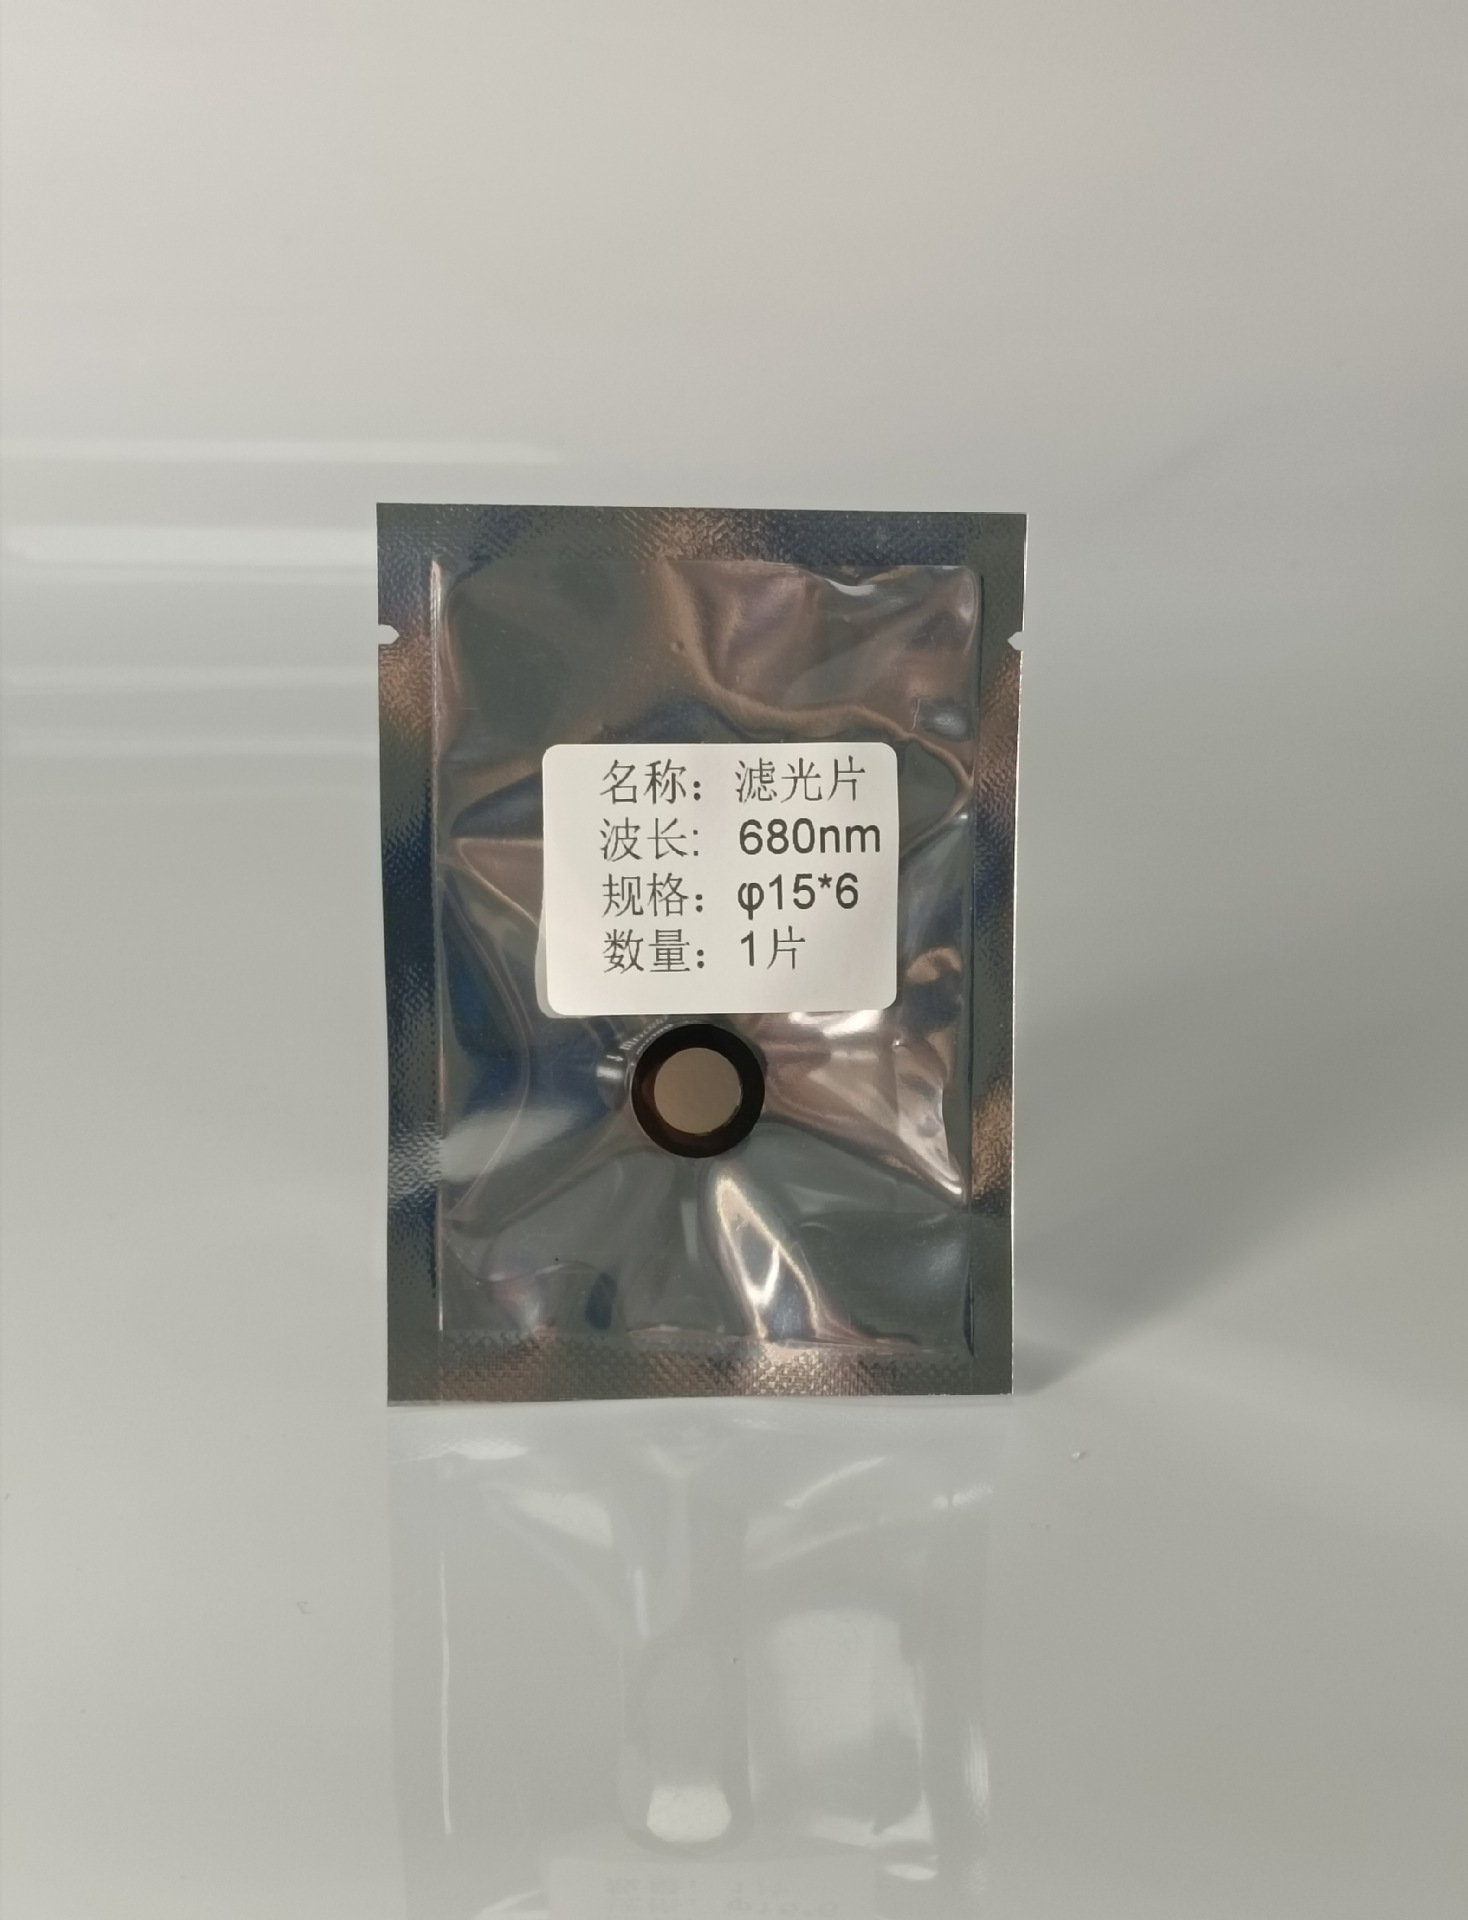 名称：滤光片
波长: 680nm
规格：φ15*6
数量：1片